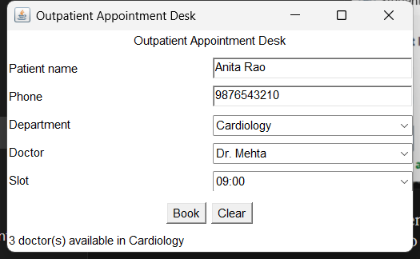 Outpatient Appointment Desk
Outpatient Appointment Desk
Patient name Anita Rao
Phone 9876543210
Department Cardiology
Doctor Dr. Mehta
Slot 09:00
Book Clear
3 doctor(s) available in Cardiology